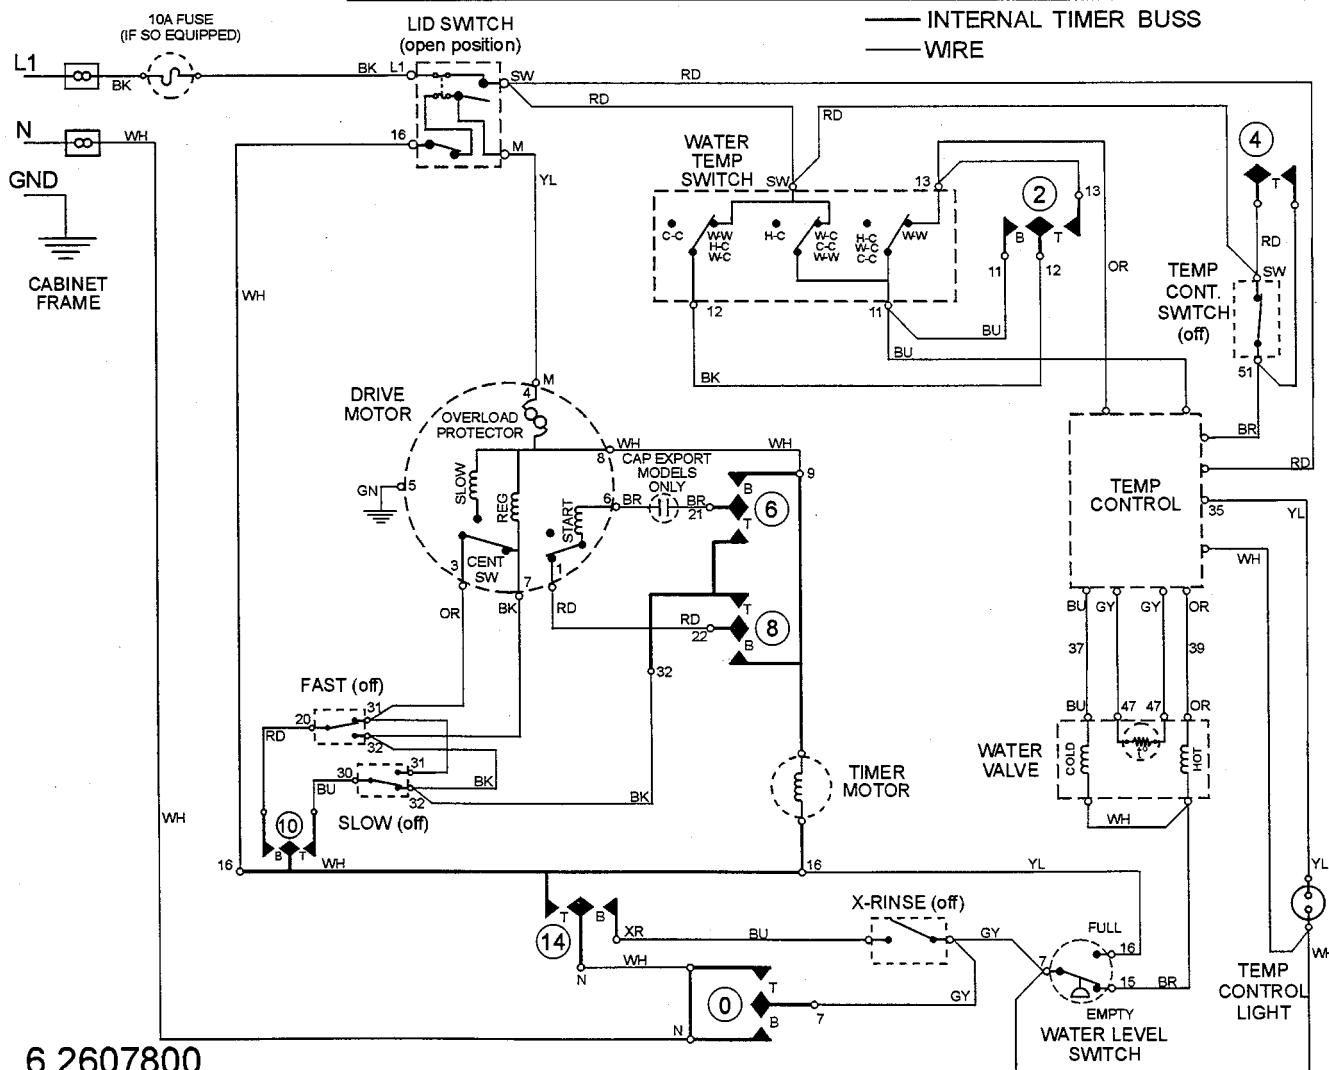 INTERNAL TIMER BUSS
WIRE
10A FUSE
(IF SO EQUIPPED)
LID SWITCH
(open position)
L1
BK
BK
L1
SW
RD
RD
RD
N
WH
16
M
YL
GND
CABINET
FRAME
WATER
TEMP
SWITCH
SW
13
13
2
4
T
C-C
W-W
H-C
W-C
H-C
W-C
C-C
W-W
H-C
W-C
C-C
W-W
B
T
11
12
OR
RD
SW
TEMP
CONT.
SWITCH
(off)
51
12
11
BU
BU
BK
WH
DRIVE
MOTOR
M
4
OVERLOAD
PROTECTOR
8
WH
WH
CAP EXPORT
MODELS
ONLY
9
BR
RD
GN
5
SLOW
REG
START
6
BR
BR
21
B
6
T
TEMP
CONTROL
35
YL
WH
CENT
SW
3
7
1
OR
BK
RD
RD
22
T
8
B
32
BU
GY
GY
OR
37
39
FAST (off)
20
31
32
RD
30
31
32
BU
BK
BK
SLOW (off)
TIMER
MOTOR
WATER
VALVE
BU
47
47
OR
COLD
HOT
WH
WH
10
B
T
16
WH
16
YL
YL
14
T
B
XR
BU
X-RINSE (off)
GY
N
WH
0
T
B
7
GY
N
FULL
16
7
15
BR
EMPTY
WATER LEVEL
SWITCH
TEMP
CONTROL
LIGHT
WH
6 2607800